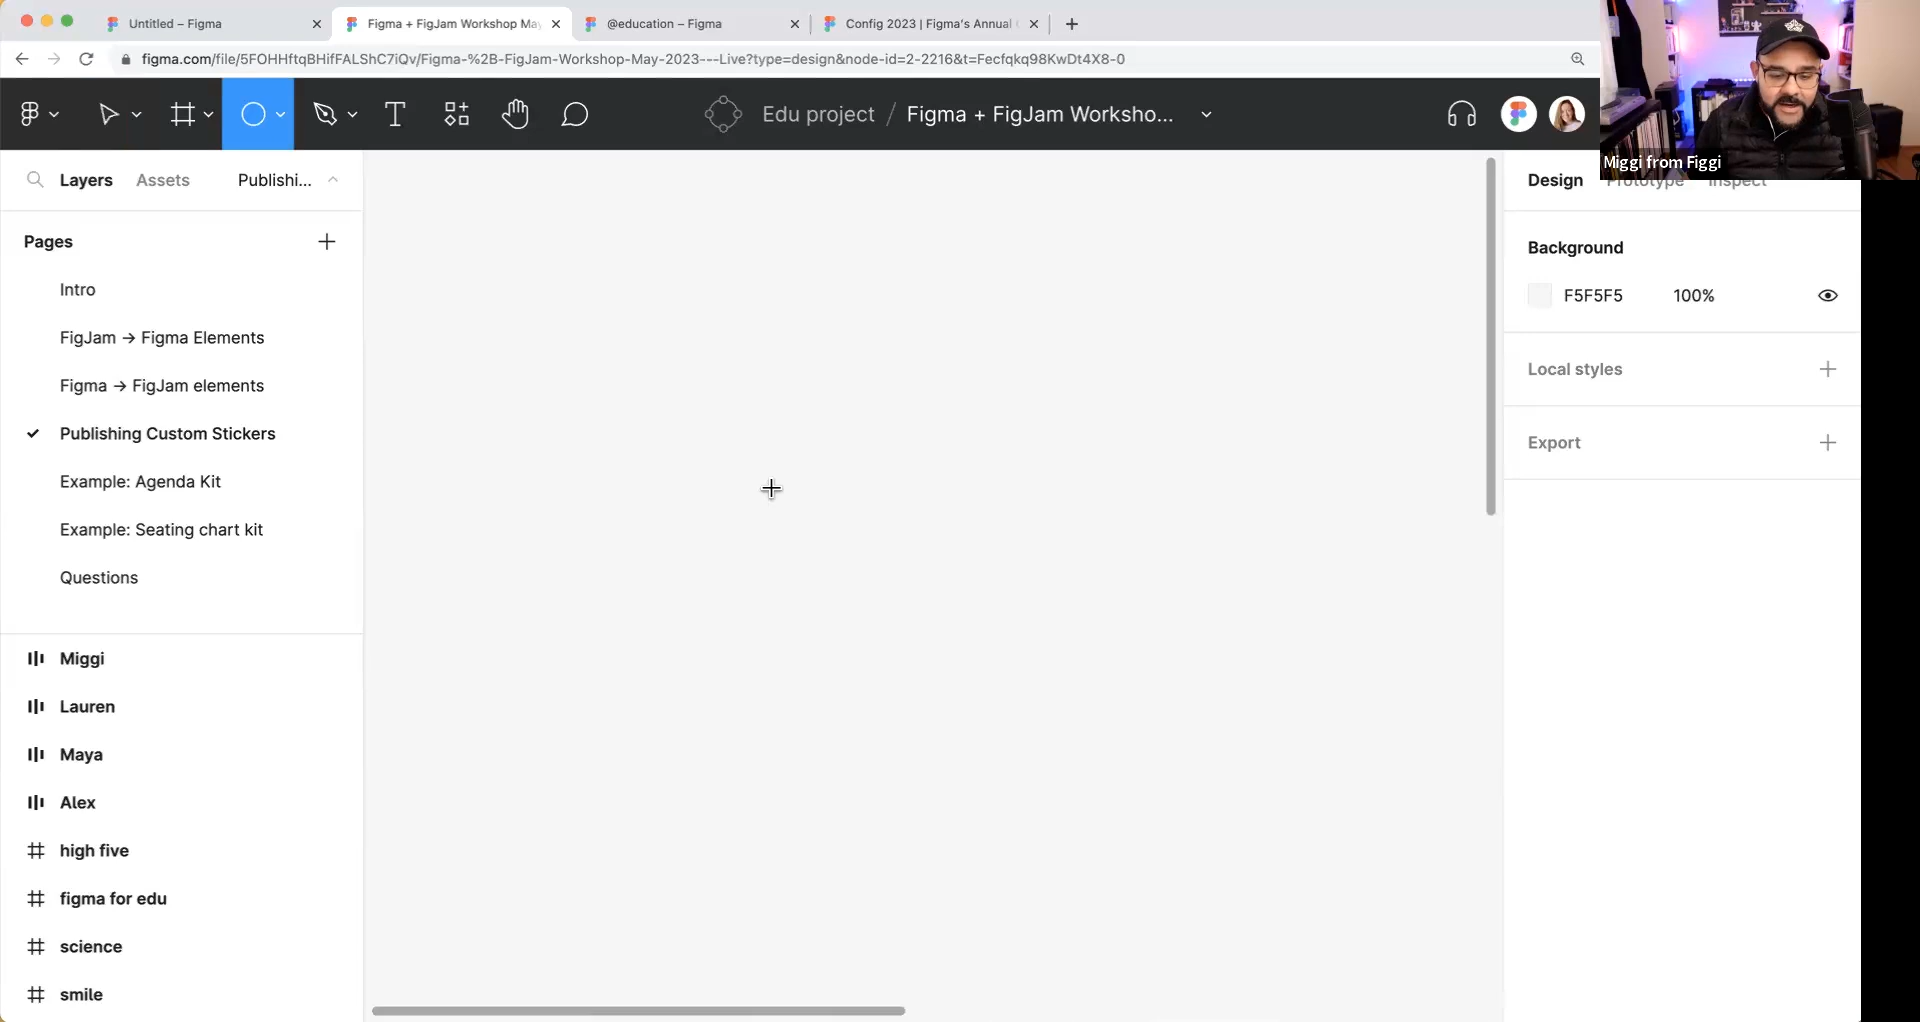 Untitled – Figma
Figma + FigJam Workshop May
@education – Figma
Config 2023 | Figma's Annual
figma.com/file/5FOHHftqBHifFALShC7iQv/Figma-%2B-FigJam-Workshop-May-2023---Live?type=design&node-id=2-2216&t=Fecfqkq98KwDt4X8-0
Edu project / Figma + FigJam Worksho...
Miggi from Figgi
Layers
Assets
Publishi...
Design
Prototype
Inspect
Pages
Intro
FigJam → Figma Elements
Figma → FigJam elements
Publishing Custom Stickers
Example: Agenda Kit
Example: Seating chart kit
Questions
Miggi
Lauren
Maya
Alex
high five
figma for edu
science
smile
Background
F5F5F5
100%
Local styles
Export